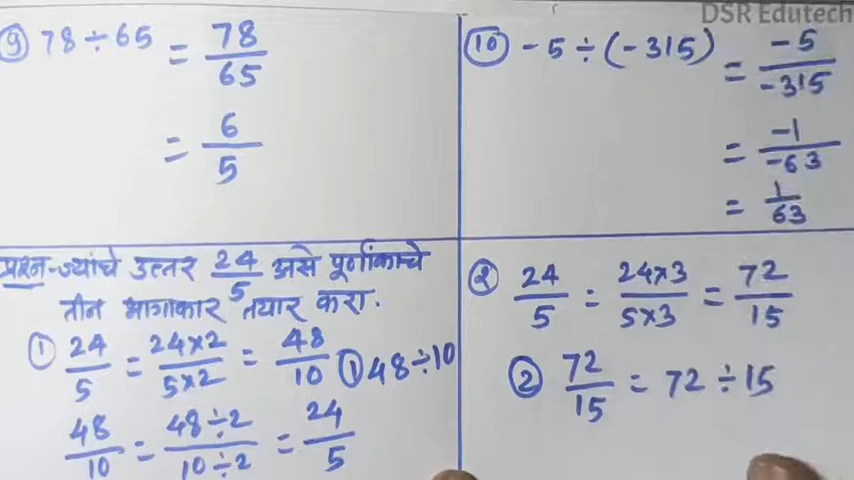 DSR Edutech
९ 78 ÷ 65 = 78/65
= 6/5
10 -5 ÷ (-315) = -5/-315
= -1/-63
= 1/63
प्रश्न - ज्यांचे उत्तर 24/5 असे पूर्णांकाचे
तीन भागाकार तयार करा.
① 24/5 = 24×2/5×2 = 48/10 ① 48 ÷ 10
48/10 = 48÷2/10÷2 = 24/5
② 24/5 = 24×3/5×3 = 72/15
② 72/15 = 72 ÷ 15